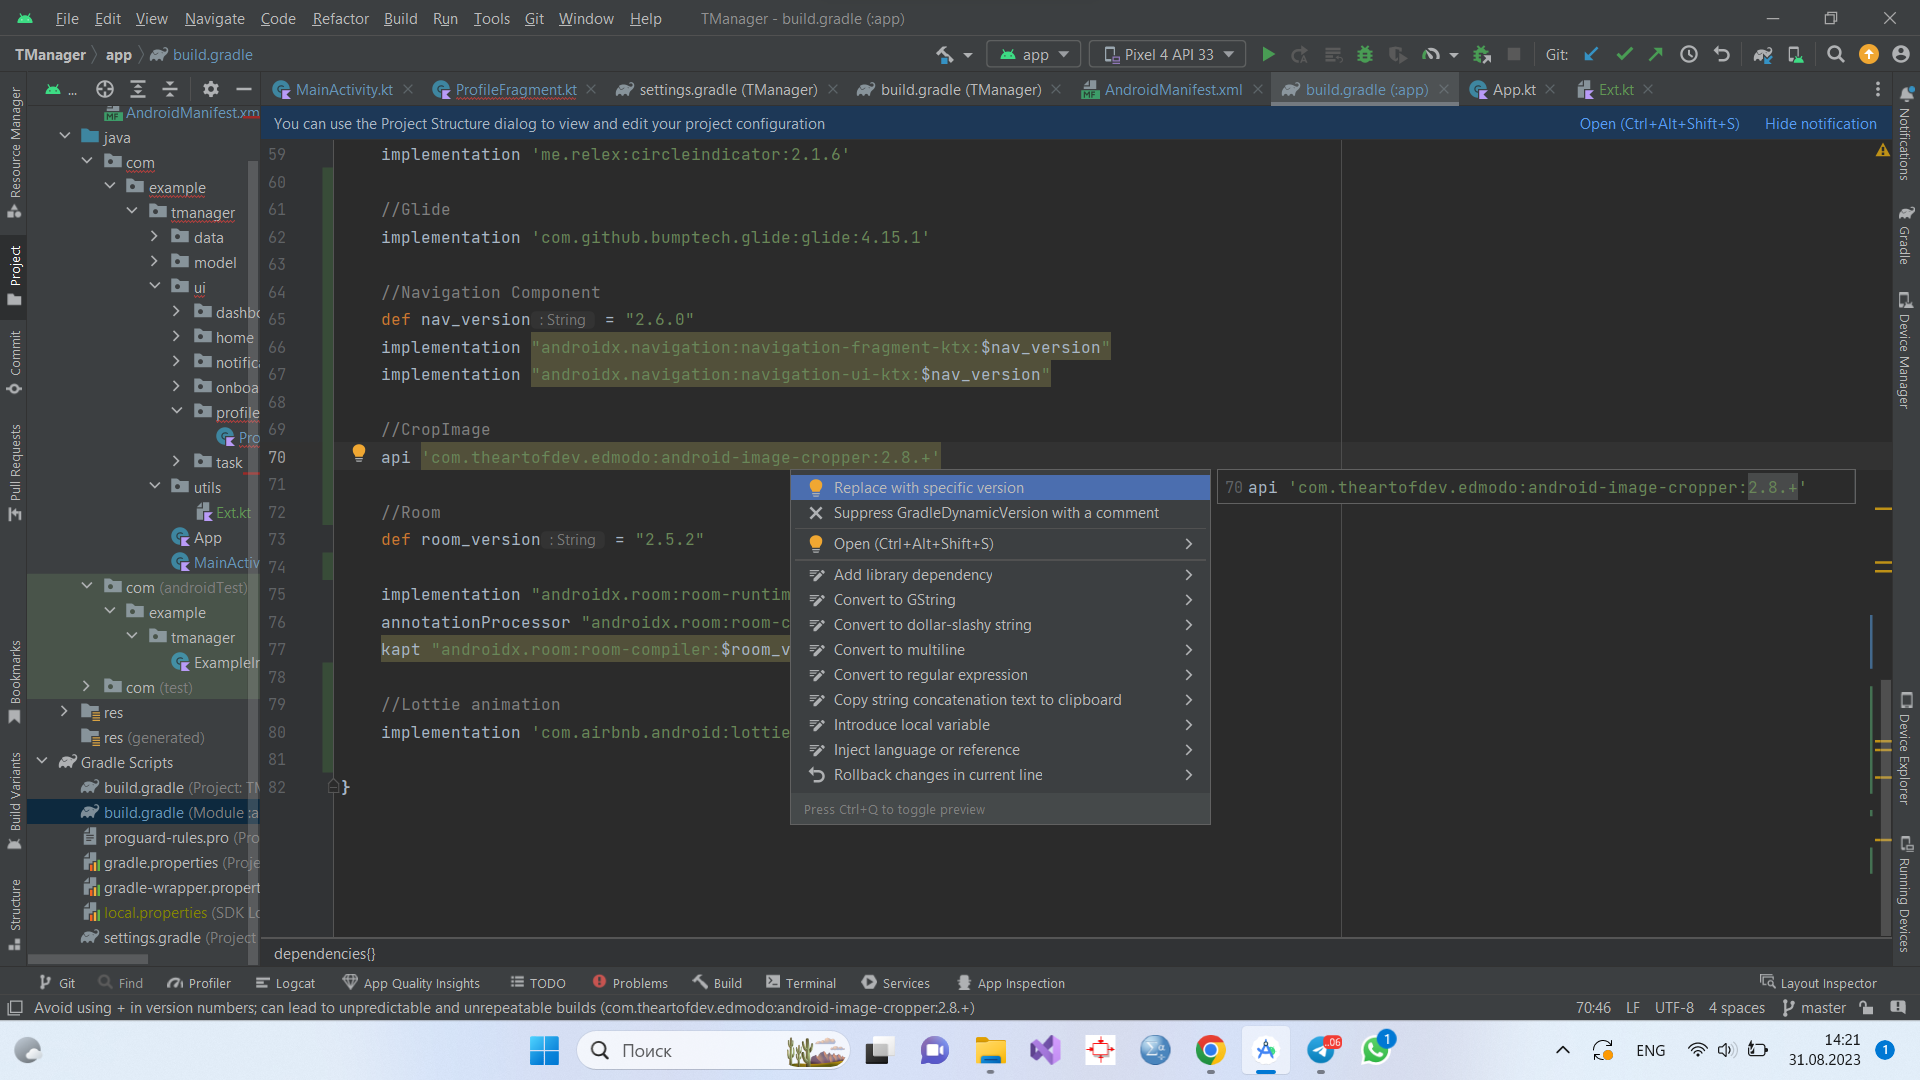 File Edit View Navigate Code Refactor Build Run Tools Git Window Help TManager - build.gradle (:app)
TManager app build.gradle app Pixel 4 API 33 Git:
... MainActivity.kt ProfileFragment.kt settings.gradle (TManager) build.gradle (TManager) AndroidManifest.xml build.gradle (:app) App.kt Ext.kt
You can use the Project Structure dialog to view and edit your project configuration Open (Ctrl+Alt+Shift+S) Hide notification
Resource Manager
Project
Commit
Pull Requests
Bookmarks
Build Variants
Structure
AndroidManifest.xm
java
com
example
tmanager
data
model
ui
dashbo
home
notific
onboa
profile
Pro
task
utils
Ext.kt
App
MainActiv
com (androidTest)
example
tmanager
ExampleIn
com (test)
res
res (generated)
Gradle Scripts
build.gradle (Project: TM
build.gradle (Module :a
proguard-rules.pro (Pro
gradle.properties (Proje
gradle-wrapper.propert
local.properties (SDK Lo
settings.gradle (Project
59 implementation 'me.relex:circleindicator:2.1.6'
60
61 //Glide
62 implementation 'com.github.bumptech.glide:glide:4.15.1'
63
64 //Navigation Component
65 def nav_version : String = "2.6.0"
66 implementation "androidx.navigation:navigation-fragment-ktx:$nav_version"
67 implementation "androidx.navigation:navigation-ui-ktx:$nav_version"
68
69 //CropImage
70 api 'com.theartofdev.edmodo:android-image-cropper:2.8.+'
71
72 //Room
73 def room_version : String = "2.5.2"
74
75 implementation "androidx.room:room-runtim
76 annotationProcessor "androidx.room:room-c
77 kapt "androidx.room:room-compiler:$room_v
78
79 //Lottie animation
80 implementation 'com.airbnb.android:lottie
81
82 }
Replace with specific version
Suppress GradleDynamicVersion with a comment
Open (Ctrl+Alt+Shift+S)
Add library dependency
Convert to GString
Convert to dollar-slashy string
Convert to multiline
Convert to regular expression
Copy string concatenation text to clipboard
Introduce local variable
Inject language or reference
Rollback changes in current line
Press Ctrl+Q to toggle preview
70 api 'com.theartofdev.edmodo:android-image-cropper:2.8.+'
Notifications
Gradle
Device Manager
Device Explorer
Running Devices
dependencies{}
Git Find Profiler Logcat App Quality Insights TODO Problems Build Terminal Services App Inspection Layout Inspector
Avoid using + in version numbers; can lead to unpredictable and unrepeatable builds (com.theartofdev.edmodo:android-image-cropper:2.8.+) 70:46 LF UTF-8 4 spaces master
Поиск .06 1 ENG 14:21
31.08.2023 1